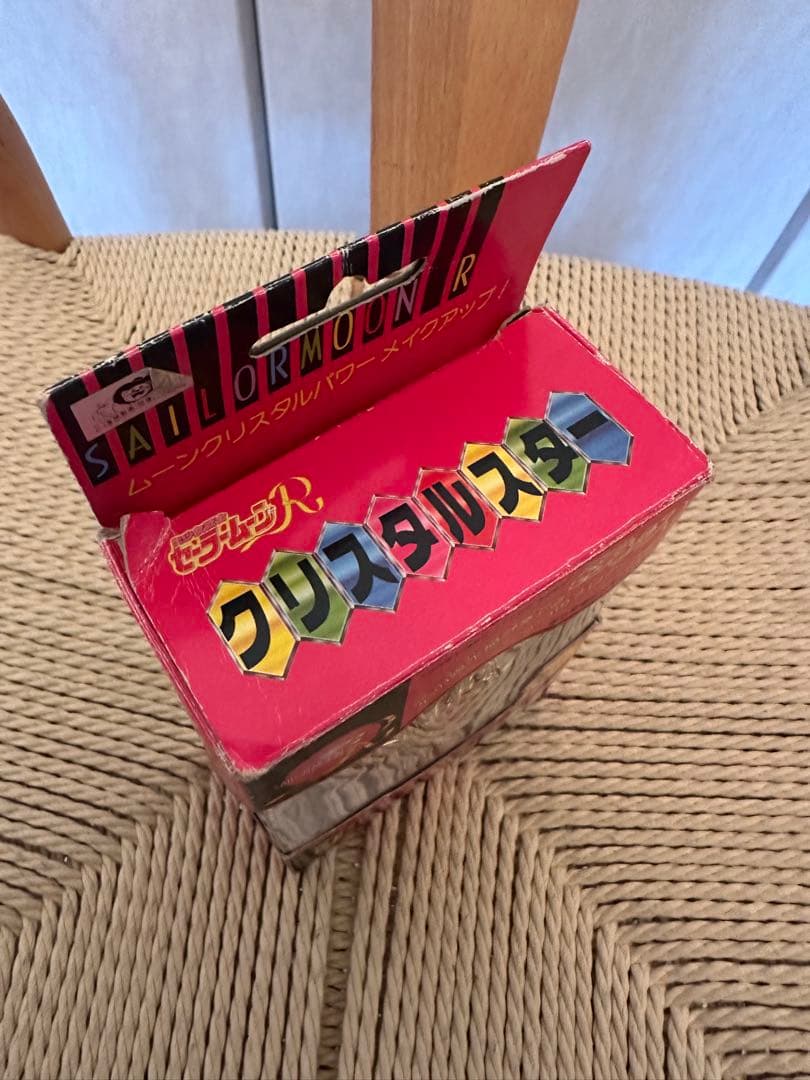 SAILORMOON R
ムーンクリスタルパワー メイクアップ!
セーラームーンR
クリスタルスター